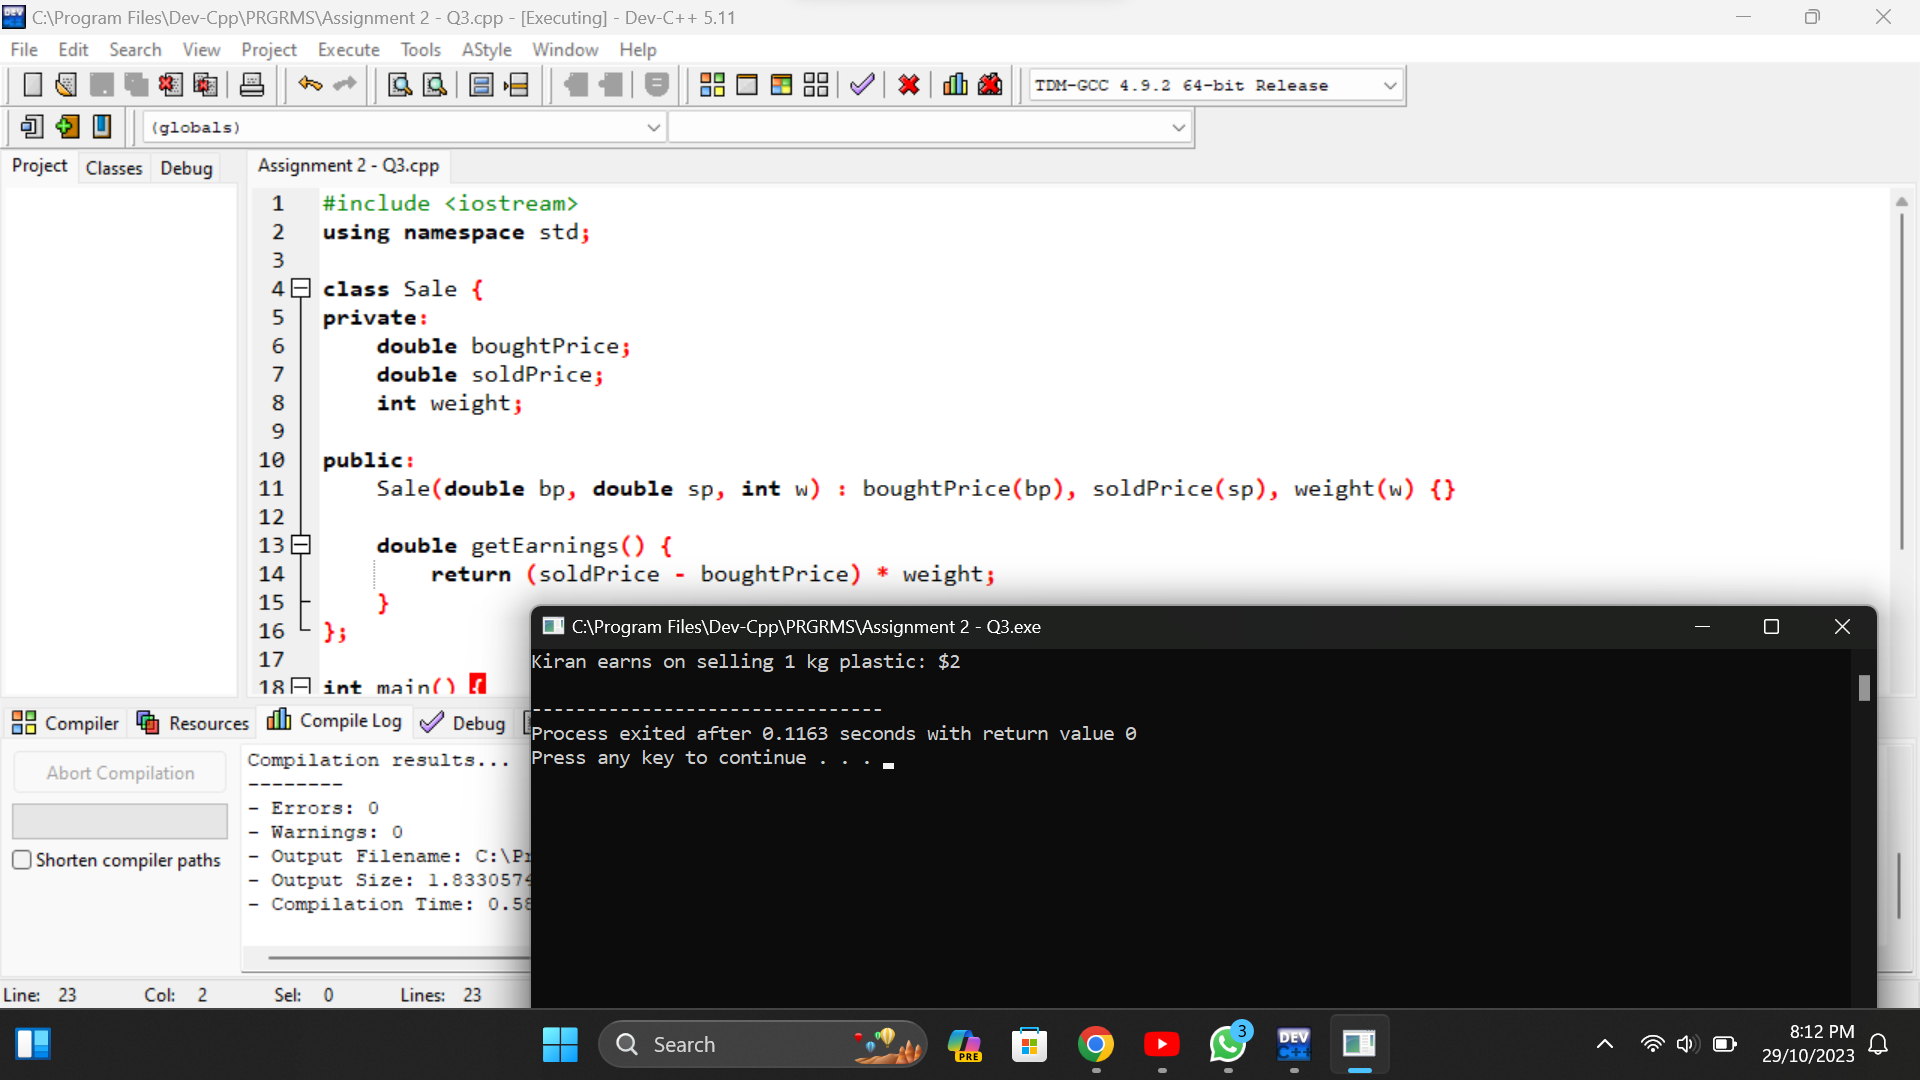 C:\Program Files\Dev-Cpp\PRGRMS\Assignment 2 - Q3.cpp - [Executing] - Dev-C++ 5.11
File Edit Search View Project Execute Tools AStyle Window Help
TDM-GCC 4.9.2 64-bit Release
(globals)
Project Classes Debug
Assignment 2 - Q3.cpp
1 #include <iostream>
2 using namespace std;
3
4 class Sale {
5 private:
6 double boughtPrice;
7 double soldPrice;
8 int weight;
9
10 public:
11 Sale(double bp, double sp, int w) : boughtPrice(bp), soldPrice(sp), weight(w) {}
12
13 double getEarnings() {
14 return (soldPrice - boughtPrice) * weight;
15 }
16 };
17
18 int main() {
C:\Program Files\Dev-Cpp\PRGRMS\Assignment 2 - Q3.exe
Kiran earns on selling 1 kg plastic: $2
--------------------------------
Process exited after 0.1163 seconds with return value 0
Press any key to continue . . .
Compiler Resources Compile Log Debug
Abort Compilation
Shorten compiler paths
Compilation results...
--------
- Errors: 0
- Warnings: 0
- Output Filename: C:\Pr
- Output Size: 1.8330574
- Compilation Time: 0.58
Line: 23 Col: 2 Sel: 0 Lines: 23
Search
PRE
3
DEV C++
8:12 PM
29/10/2023